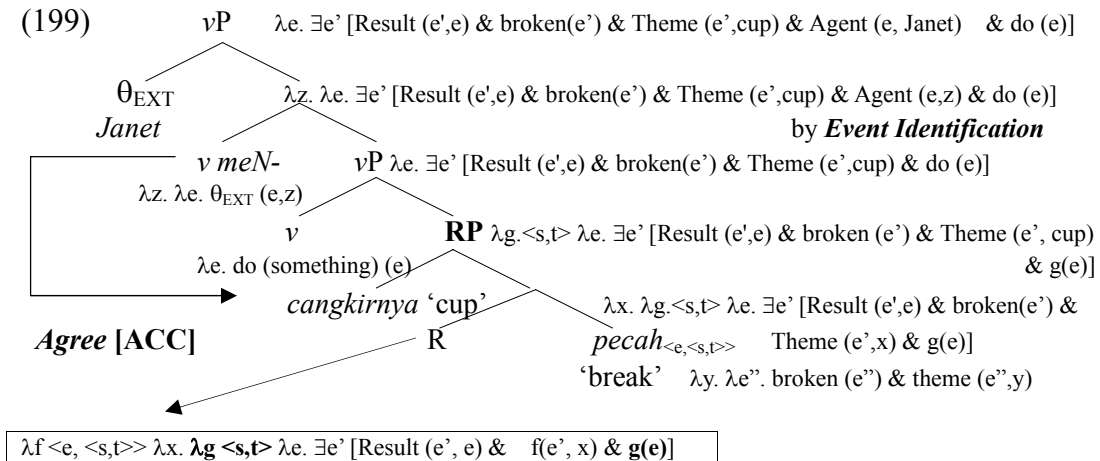 (199) vP λe. ∃e’ [Result (e',e) & broken(e’) & Theme (e’,cup) & Agent (e, Janet) & do (e)]
θEXT λz. λe. ∃e’ [Result (e',e) & broken(e’) & Theme (e’,cup) & Agent (e,z) & do (e)]
Janet by Event Identification
v meN- vP λe. ∃e’ [Result (e',e) & broken(e’) & Theme (e’,cup) & do (e)]
λz. λe. θEXT (e,z)
v RP λg.<s,t> λe. ∃e’ [Result (e',e) & broken (e’) & Theme (e’, cup)
λe. do (something) (e) & g(e)]
cangkirnya ‘cup’ λx. λg.<s,t> λe. ∃e’ [Result (e',e) & broken(e’) &
Agree [ACC] R pecah<e,<s,t>> Theme (e’,x) & g(e)]
‘break’ λy. λe”. broken (e”) & theme (e”,y)
λf <e, <s,t>> λx. λg <s,t> λe. ∃e’ [Result (e’, e) & f(e’, x) & g(e)]